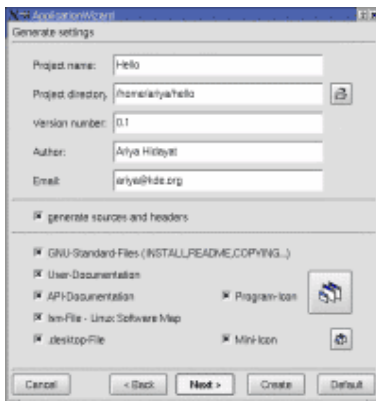 ApplicationWizard
Generate settings
Project name: Hello
Project directory: /home/ariya/hello
Version number: 0.1
Author: Ariya Hidayat
Email: ariya@kde.org
generate sources and headers
GNU-Standard-Files (INSTALL,README,COPYING...)
User-Documentation
API-Documentation
Program-Icon
lsm-File - Linux Software Map
.desktop-File
Mini-Icon
Cancel
< Back
Next >
Create
Default